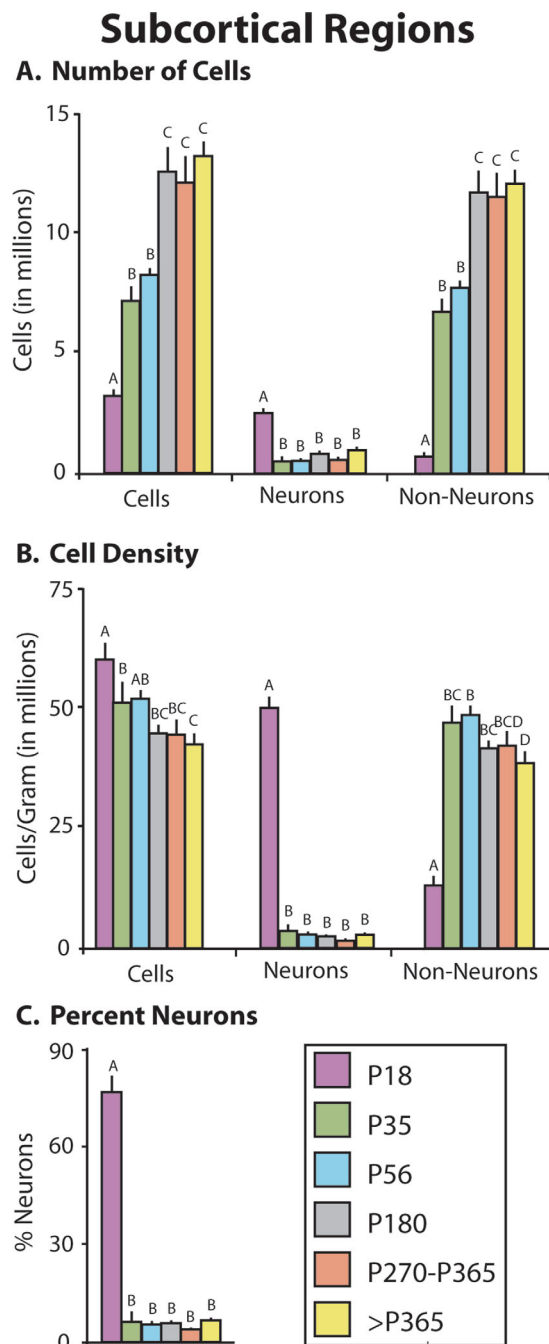 Subcortical Regions
A. Number of Cells
Cells (in millions)
15
10
5
0
A
B
B
C
C
C
A
B
B
B
B
B
A
B
B
C
C
C
Cells
Neurons
Non-Neurons
B. Cell Density
Cells/Gram (in millions)
75
50
25
0
A
B
AB
BC
BC
C
A
B
B
B
B
B
A
BC
B
BC
BCD
D
Cells
Neurons
Non-Neurons
C. Percent Neurons
% Neurons
90
60
30
0
A
B
B
B
B
B
P18
P35
P56
P180
P270-P365
>P365